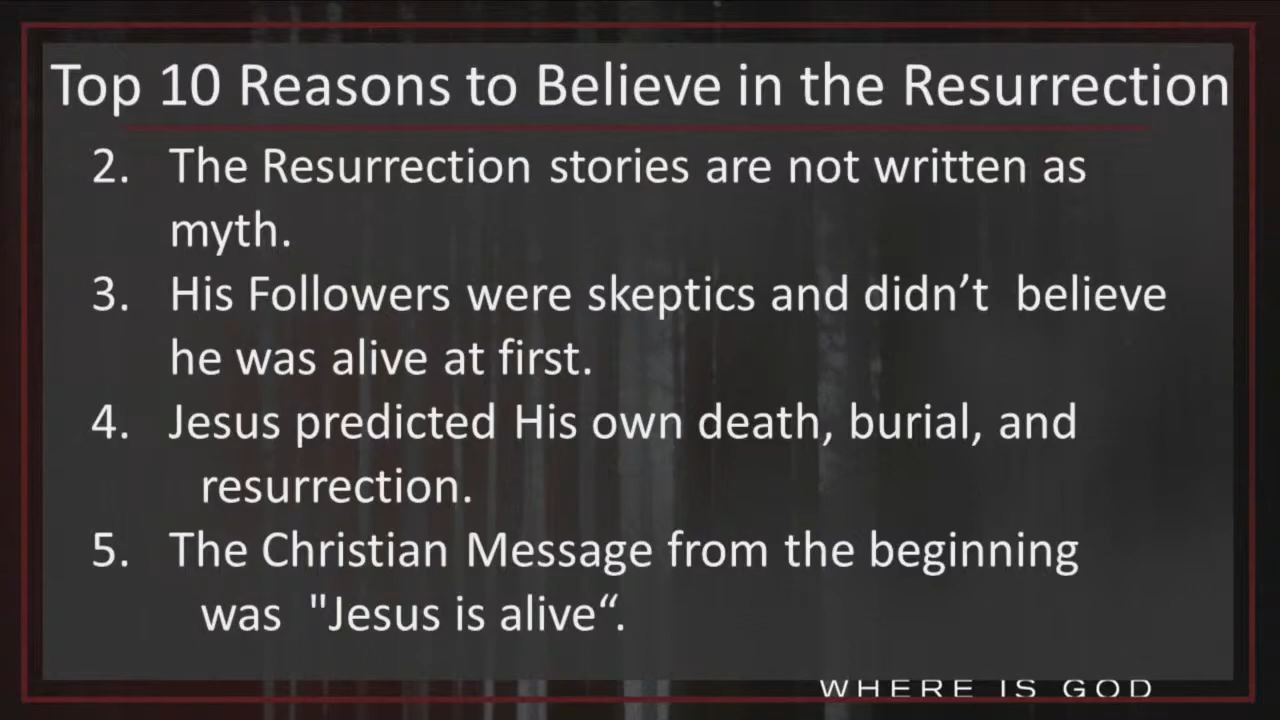 Top 10 Reasons to Believe in the Resurrection
2. The Resurrection stories are not written as
myth.
3. His Followers were skeptics and didn’t  believe
he was alive at first.
4. Jesus predicted His own death, burial, and
resurrection.
5. The Christian Message from the beginning
was  "Jesus is alive“.
WHERE IS GOD